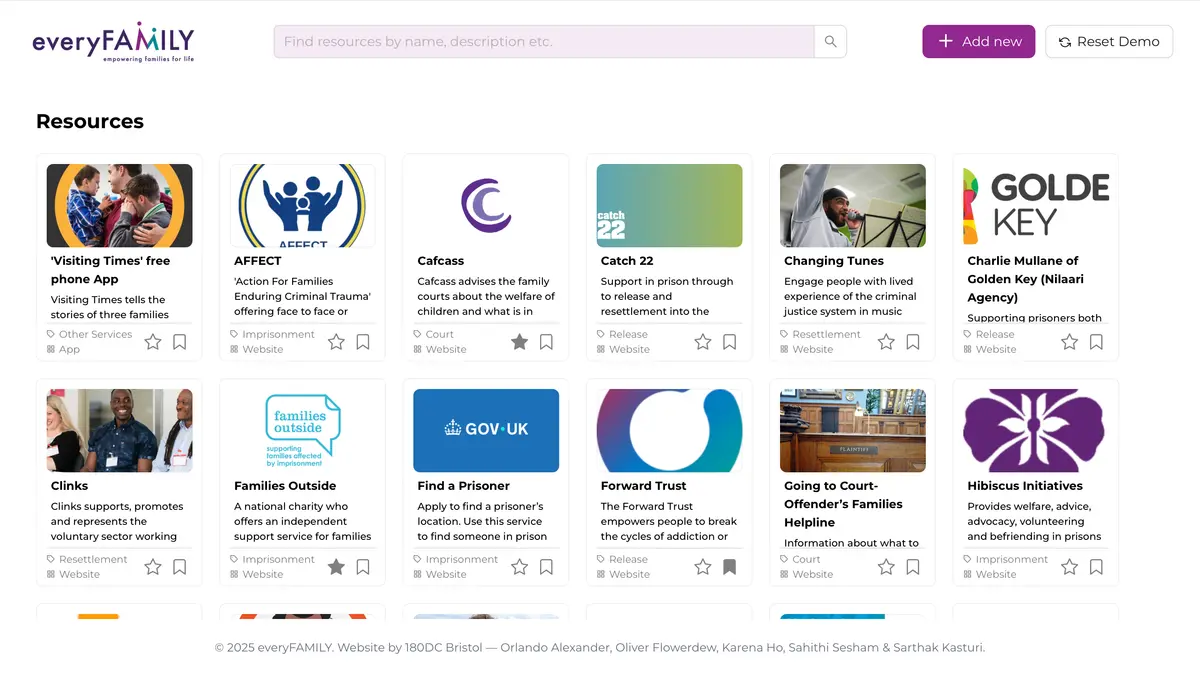 everyFAMILY
empowering families for life
Find resources by name, description etc.
Add new
Reset Demo
Resources
'Visiting Times' free
phone App
Visiting Times tells the
stories of three families
Other Services
App
AFFECT
AFFECT
'Action For Families
Enduring Criminal Trauma'
offering face to face or
Imprisonment
Website
Cafcass
Cafcass advises the family
courts about the welfare of
children and what is in
Court
Website
catch
22
Catch 22
Support in prison through
to release and
resettlement into the
Release
Website
Changing Tunes
Engage people with lived
experience of the criminal
justice system in music
Resettlement
Website
GOLDE
KEY
Charlie Mullane of
Golden Key (Nilaari
Agency)
Supporting prisoners both
Release
Website
Clinks
Clinks supports, promotes
and represents the
voluntary sector working
Resettlement
Website
families
outside
supporting
families affected
by imprisonment
Families Outside
A national charity who
offers an independent
support service for families
Imprisonment
Website
GOV·UK
Find a Prisoner
Apply to find a prisoner’s
location. Use this service
to find someone in prison
Imprisonment
Website
Forward Trust
The Forward Trust
empowers people to break
the cycles of addiction or
Release
Website
PLAINTIFF
Going to Court-
Offender’s Families
Helpline
Information about what to
Court
Website
Hibiscus Initiatives
Provides welfare, advice,
advocacy, volunteering
and befriending in prisons
Imprisonment
Website
© 2025 everyFAMILY. Website by 180DC Bristol — Orlando Alexander, Oliver Flowerdew, Karena Ho, Sahithi Sesham & Sarthak Kasturi.